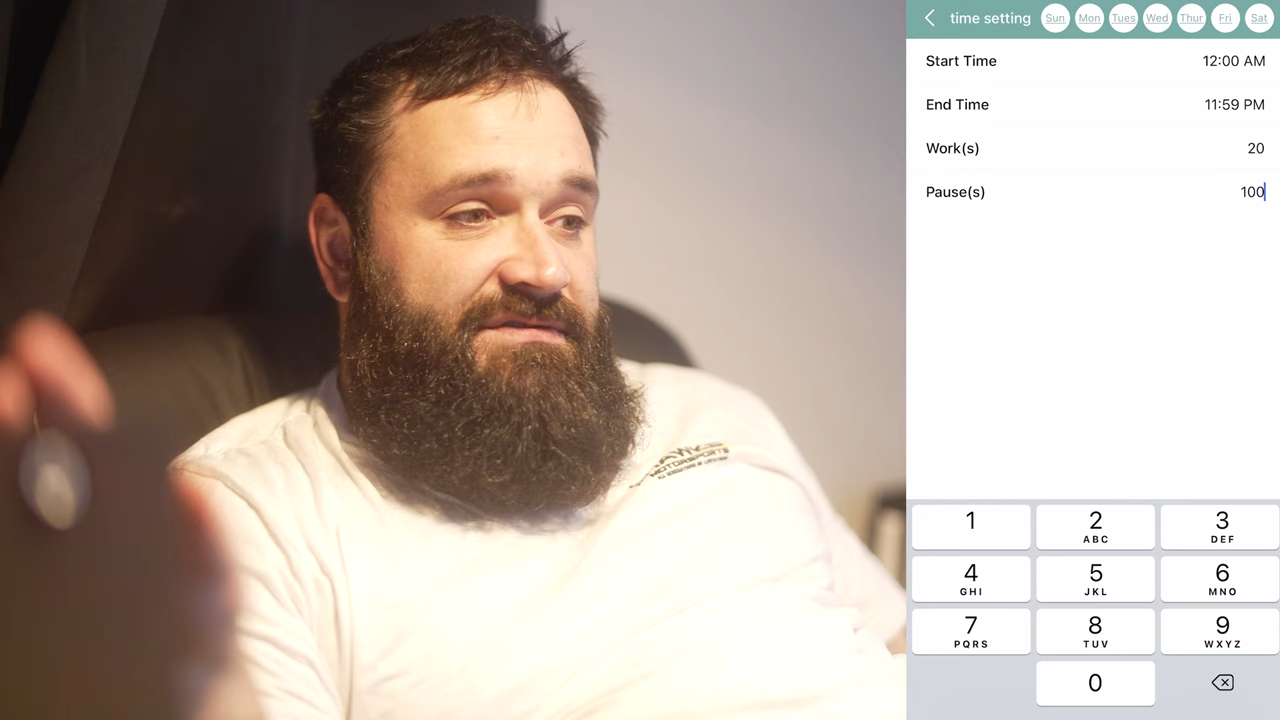 time setting
Sun Mon Tues Wed Thur Fri Sat
Start Time 12:00 AM
End Time 11:59 PM
Work(s) 20
Pause(s) 100
MOTORSPORTS
1 2 3
ABC DEF
4 5 6
GHI JKL MNO
7 8 9
PQRS TUV WXYZ
0